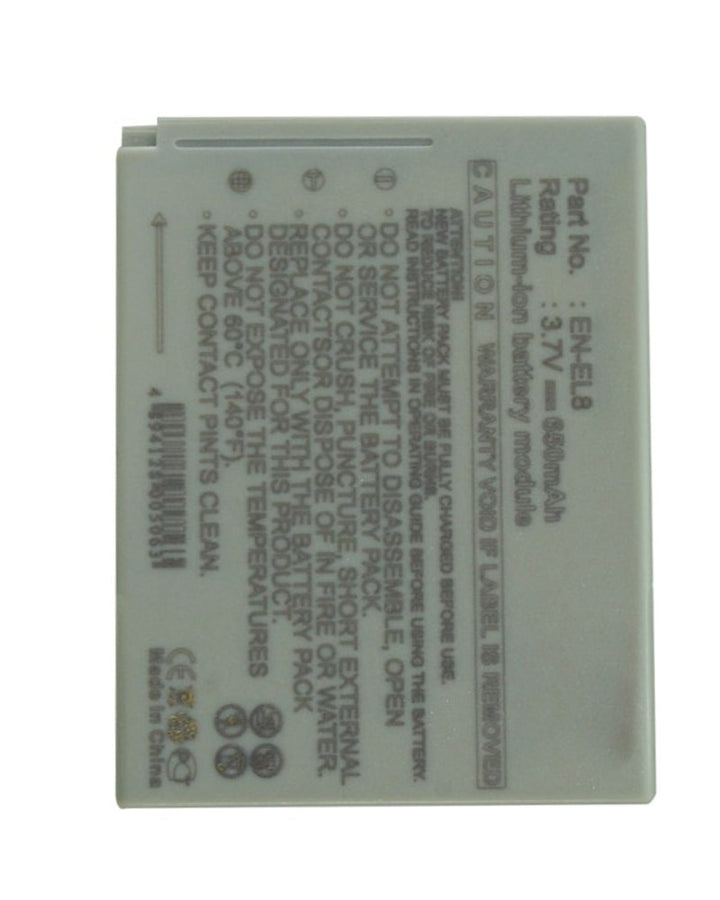 Part No. : EN-EL8
Rating : 3.7V 650mAh
Lithium-ion battery module
CAUTION WARRANTY VOID IF LABEL IS REMOVED
ATTENTION:
NEW BATTERY PACK MUST BE FULLY CHARGED BEFORE USE.
TO REDUCE RISK OF FIRE OR BURNS,
READ INSTRUCTIONS IN OPERATING GUIDE BEFORE USING THE BATTERY.
• DO NOT ATTEMPT TO DISASSEMBLE, OPEN
OR SERVICE THE BATTERY PACK.
• DO NOT CRUSH, PUNCTURE, SHORT EXTERNAL
CONTACTSOR DISPOSE OF IN FIRE OR WATER.
• REPLACE ONLY WITH THE BATTERY PACK
DESIGNATED FOR THIS PRODUCT.
• DO NOT EXPOSE THE TEMPERATURES
ABOVE 60°C (140°F).
• KEEP CONTACT PINTS CLEAN.
CE
Made in China